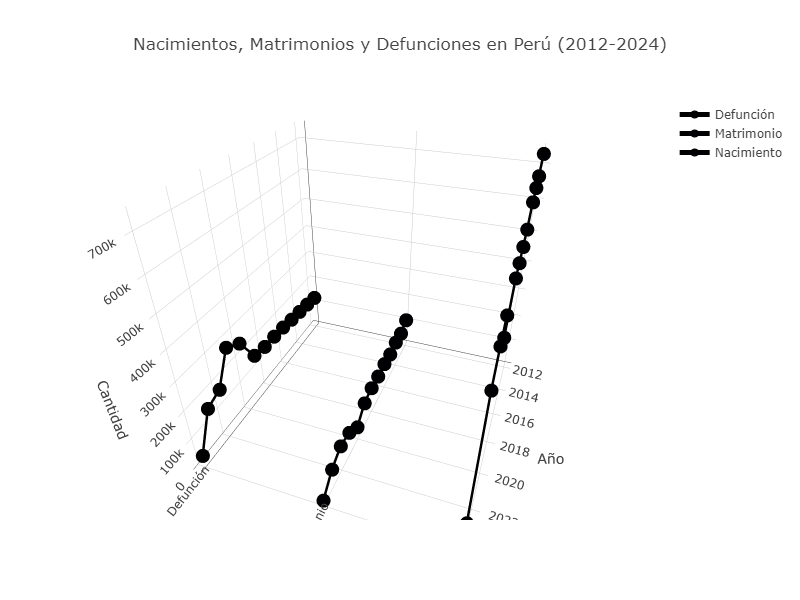 Nacimientos, Matrimonios y Defunciones en Perú (2012-2024)
Defunción
Matrimonio
Nacimiento
700k
600k
500k
400k
300k
200k
100k
0
Cantidad
Defunción
2012
2014
2016
2018
2020
Año